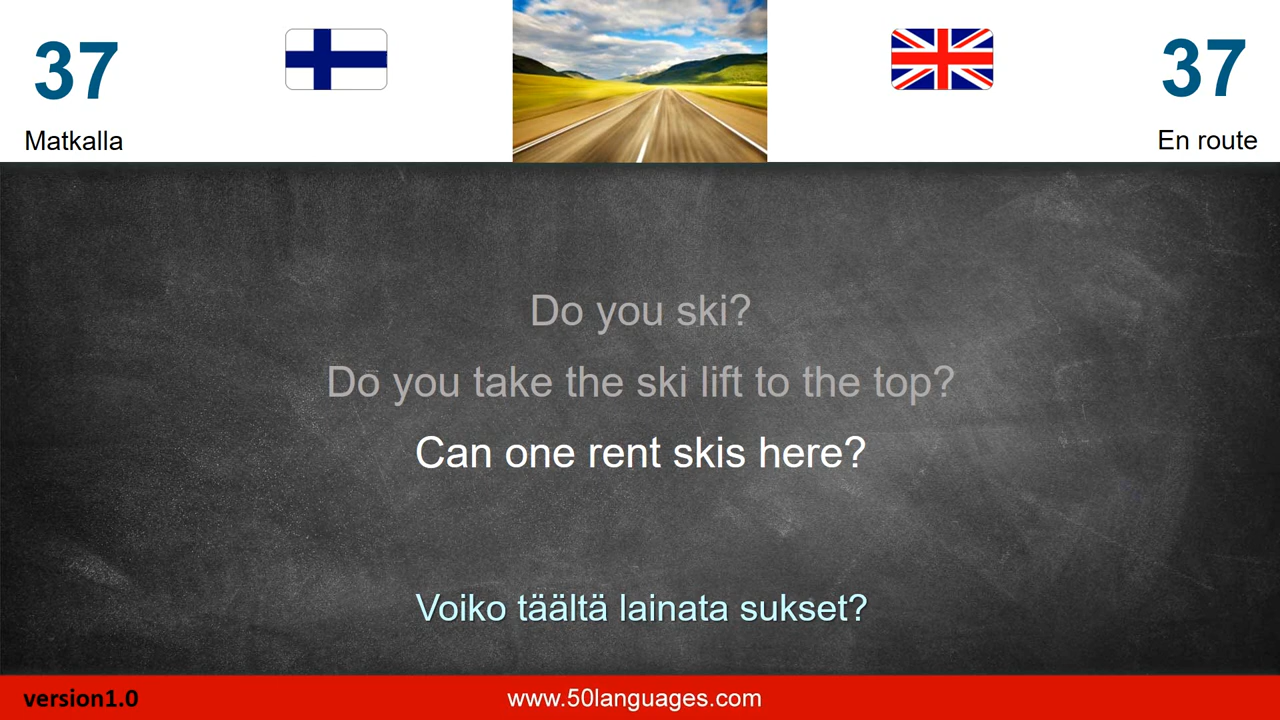 37
37
Matkalla
En route
Do you ski?
Do you take the ski lift to the top?
Can one rent skis here?
Voiko täältä lainata sukset?
version1.0
www.50languages.com